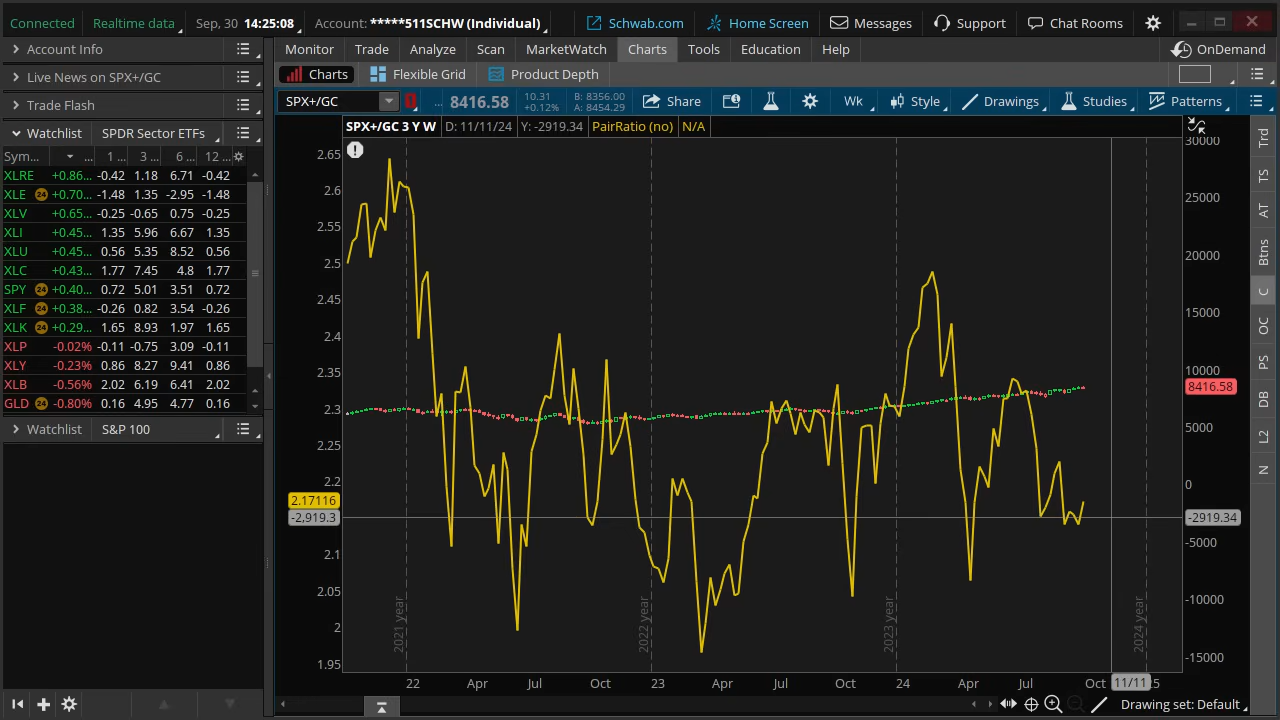 Connected Realtime data Sep, 30 14:25:08 Account: *****511SCHW (Individual) Schwab.com Home Screen Messages Support Chat Rooms
Account Info
Live News on SPX+/GC
Trade Flash
Watchlist SPDR Sector ETFs
Sym... ... 1 ... 3 ... 6 ... 12 ...
XLRE +0.86... -0.42 1.18 6.71 -0.42
XLE 24 +0.70... -1.48 1.35 -2.95 -1.48
XLV +0.65... -0.25 -0.65 0.75 -0.25
XLI +0.45... 1.35 5.96 6.67 1.35
XLU +0.45... 0.56 5.35 8.52 0.56
XLC +0.43... 1.77 7.45 4.8 1.77
SPY 24 +0.40... 0.72 5.01 3.51 0.72
XLF 24 +0.38... -0.26 0.82 3.54 -0.26
XLK 24 +0.29... 1.65 8.93 1.97 1.65
XLP -0.02% -0.11 -0.75 3.09 -0.11
XLY -0.23% 0.86 8.27 9.41 0.86
XLB -0.56% 2.02 6.19 6.41 2.02
GLD 24 -0.80% 0.16 4.95 4.77 0.16
Watchlist S&P 100
Monitor Trade Analyze Scan MarketWatch Charts Tools Education Help OnDemand
Charts Flexible Grid Product Depth
SPX+/GC ... 8416.58 10.31 +0.12% B: 8356.00 A: 8454.29 Share Wk Style Drawings Studies Patterns
SPX+/GC 3 Y W D: 11/11/24 Y: -2919.34 PairRatio (no) N/A
2.65
2.6
2.55
2.5
2.45
2.4
2.35
2.3
2.25
2.2
2.17116
-2,919.3
2.1
2.05
2
1.95
30000
25000
20000
15000
10000
8416.58
5000
0
-2919.34
-5000
-10000
-15000
2021 year
2022 year
2023 year
2024 year
22 Apr Jul Oct 23 Apr Jul Oct 24 Apr Jul Oct 11/11 5
Trd
TS
AT
Btns
C
OC
PS
DB
L2
N
Drawing set: Default